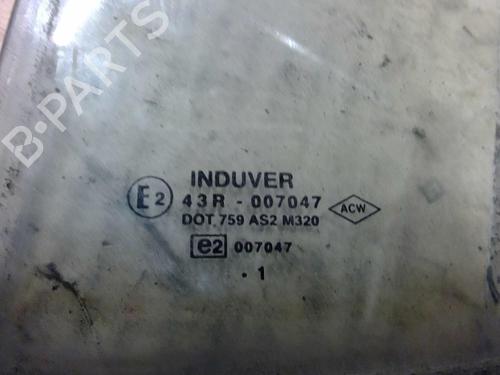 B-PARTS
INDUVER
E2 43R - 007047 ACW
DOT 759 AS2 M320
e2 007047
. 1